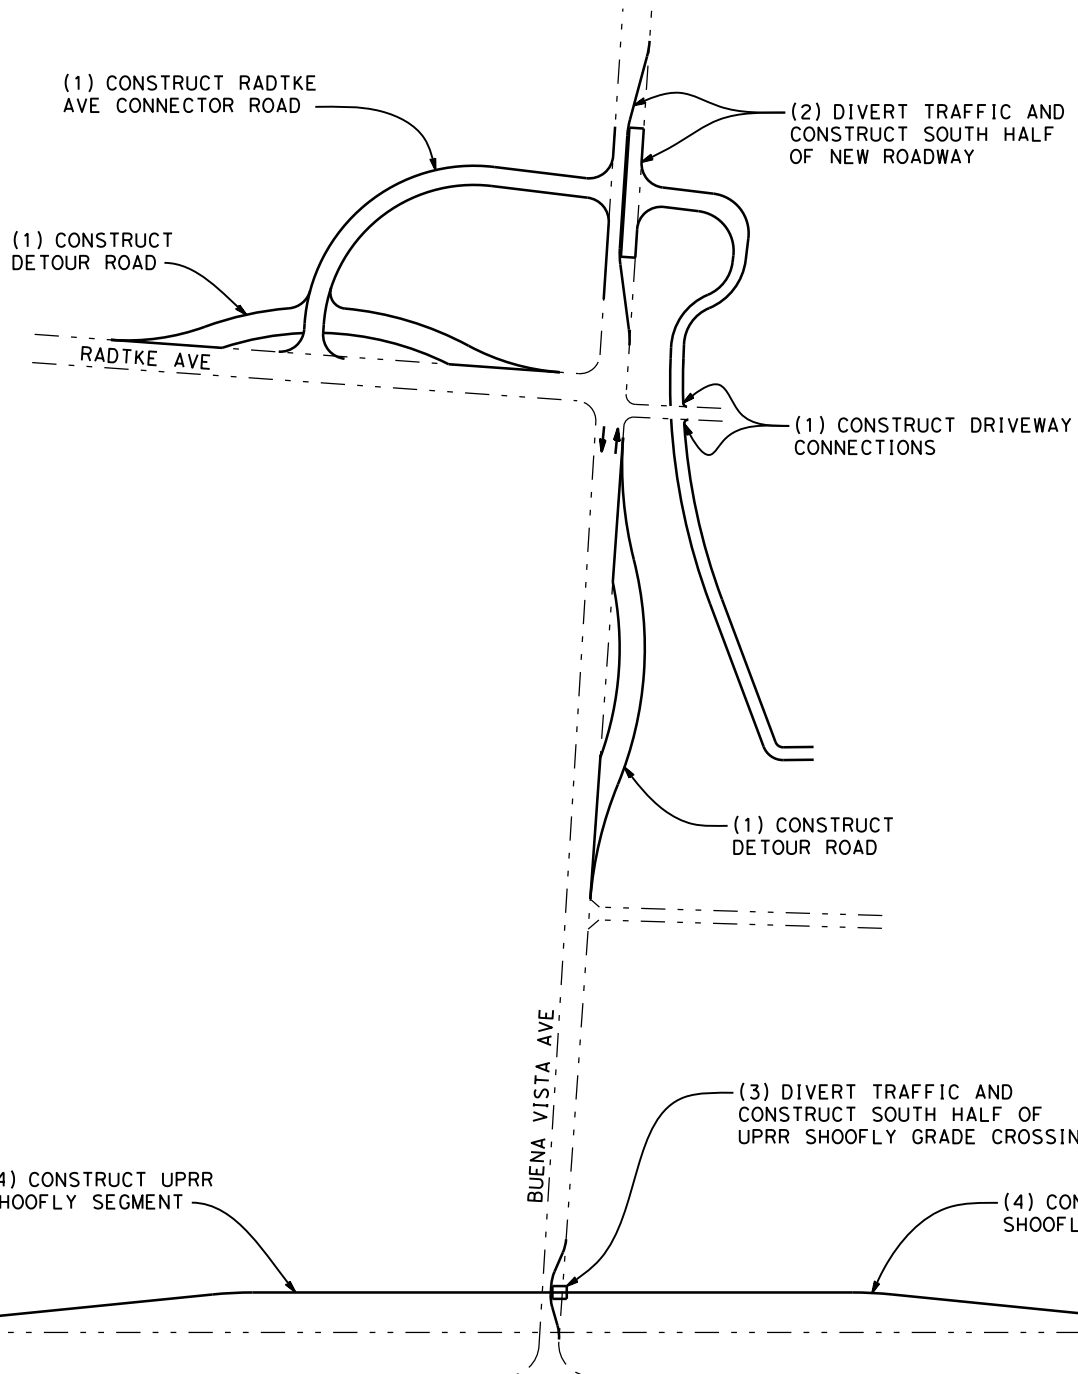 (1) CONSTRUCT RADTKE
AVE CONNECTOR ROAD
(2) DIVERT TRAFFIC AND
CONSTRUCT SOUTH HALF
OF NEW ROADWAY
(1) CONSTRUCT
DETOUR ROAD
RADTKE AVE
(1) CONSTRUCT DRIVEWAY
CONNECTIONS
(1) CONSTRUCT
DETOUR ROAD
BUENA VISTA AVE
(3) DIVERT TRAFFIC AND
CONSTRUCT SOUTH HALF OF
UPRR SHOOFLY GRADE CROSSIN
4) CONSTRUCT UPRR
HOOFLY SEGMENT
(4) CON
SHOOFL